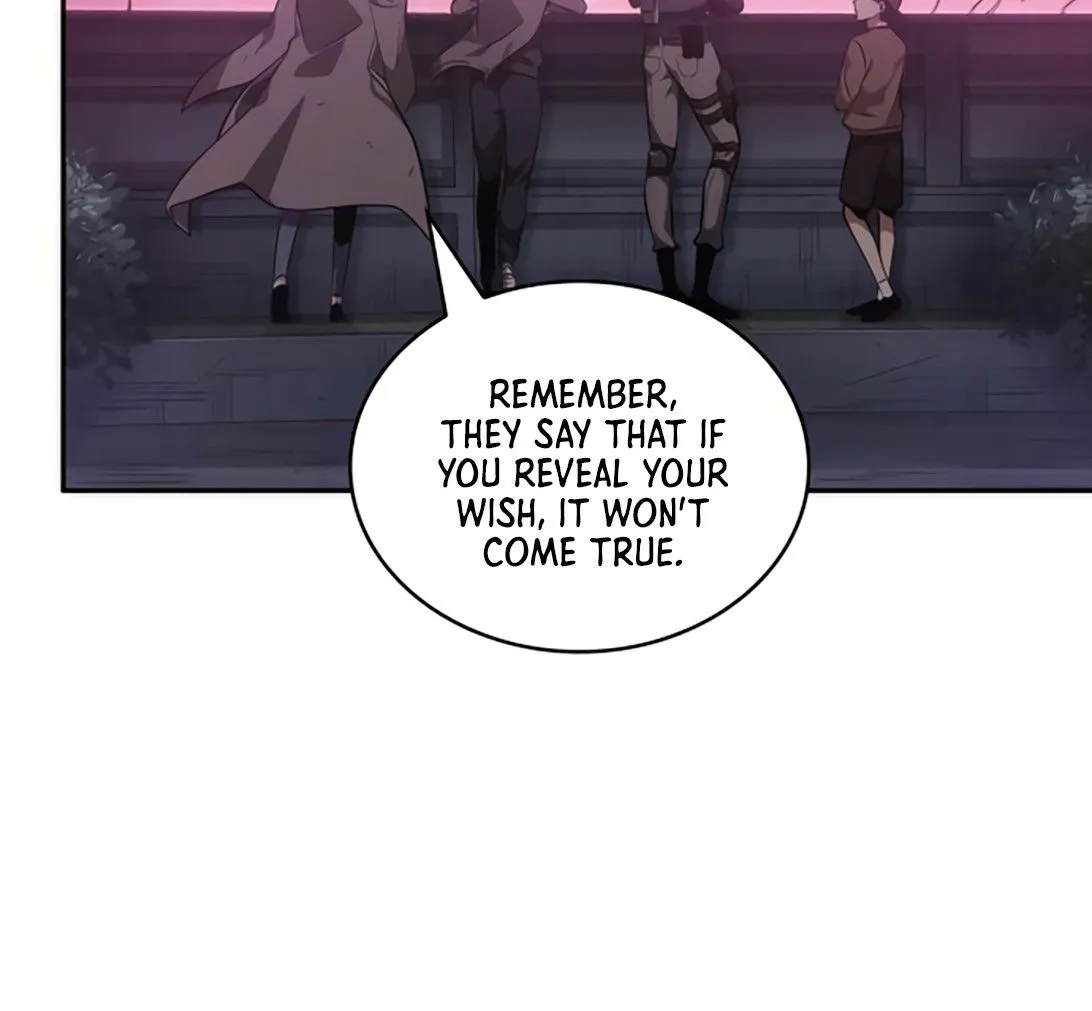 REMEMBER,
THEY SAY THAT IF
YOU REVEAL YOUR
WISH, IT WON'T
COME TRUE.